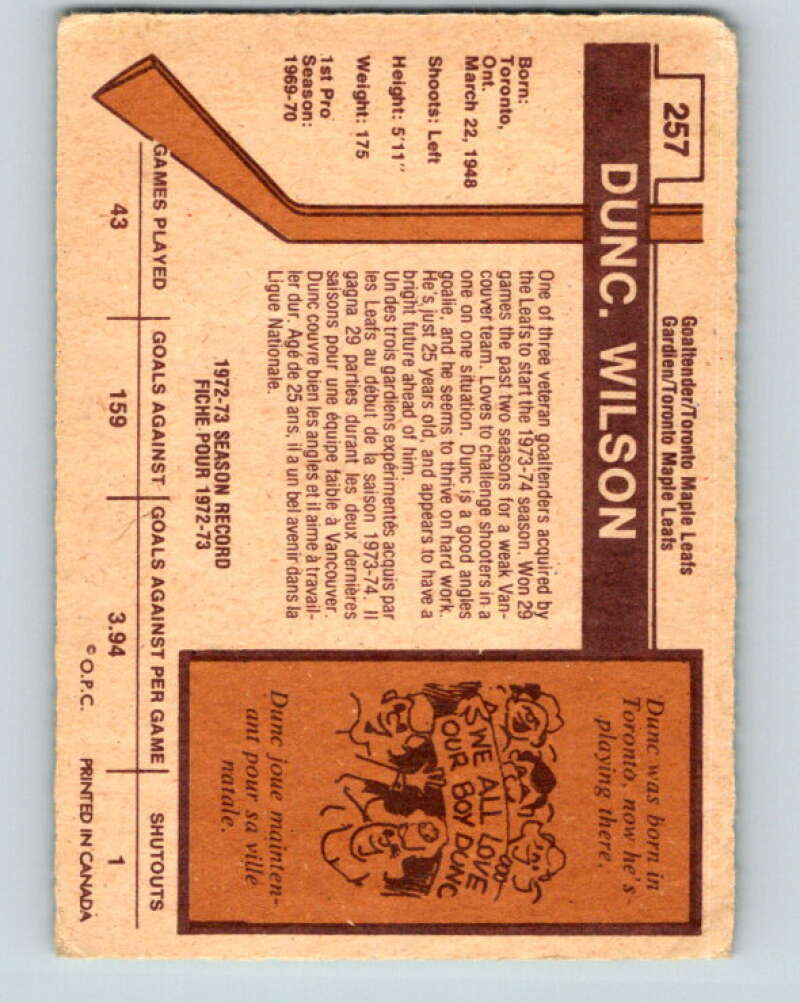 257
Goaltender/Toronto Maple Leafs
Gardien/Toronto Maple Leafs
DUNC. WILSON
Born:
Toronto,
Ont.
March 22, 1948
Shoots: Left
Height: 5'11"
Weight: 175
1st Pro
Season:
1969-70
One of three veteran goaltenders acquired by
the Leafs to start the 1973-74 season. Won 29
games the past two seasons for a weak Van-
couver team. Loves to challenge shooters in a
one on one situation. Dunc is a good angles
goalie, and he seems to thrive on hard work.
He's just 25 years old, and appears to have a
bright future ahead of him.
Un des trois gardiens expérimentés acquis par
les Leafs au début de la saison 1973-74. Il
gagna 29 parties durant les deux dernières
saisons pour une équipe faible à Vancouver.
Dunc couvre bien les angles et il aime à travail-
ler dur. Agé de 25 ans, il a un bel avenir dans la
Ligue Nationale.
Dunc was born in
Toronto, now he's
playing there.
WE ALL LOVE
OUR BOY DUNC
Dunc joue mainten-
ant pour sa ville
natale.
1972-73 SEASON RECORD
FICHE POUR 1972-73
GAMES PLAYED GOALS AGAINST GOALS AGAINST PER GAME SHUTOUTS
43 159 3.94 1
© O.P.C. PRINTED IN CANADA